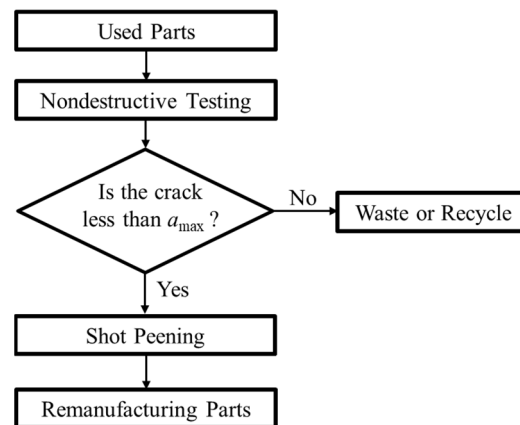 Used Parts
Nondestructive Testing
Is the crack
less than a_max ?
No
Waste or Recycle
Yes
Shot Peening
Remanufacturing Parts